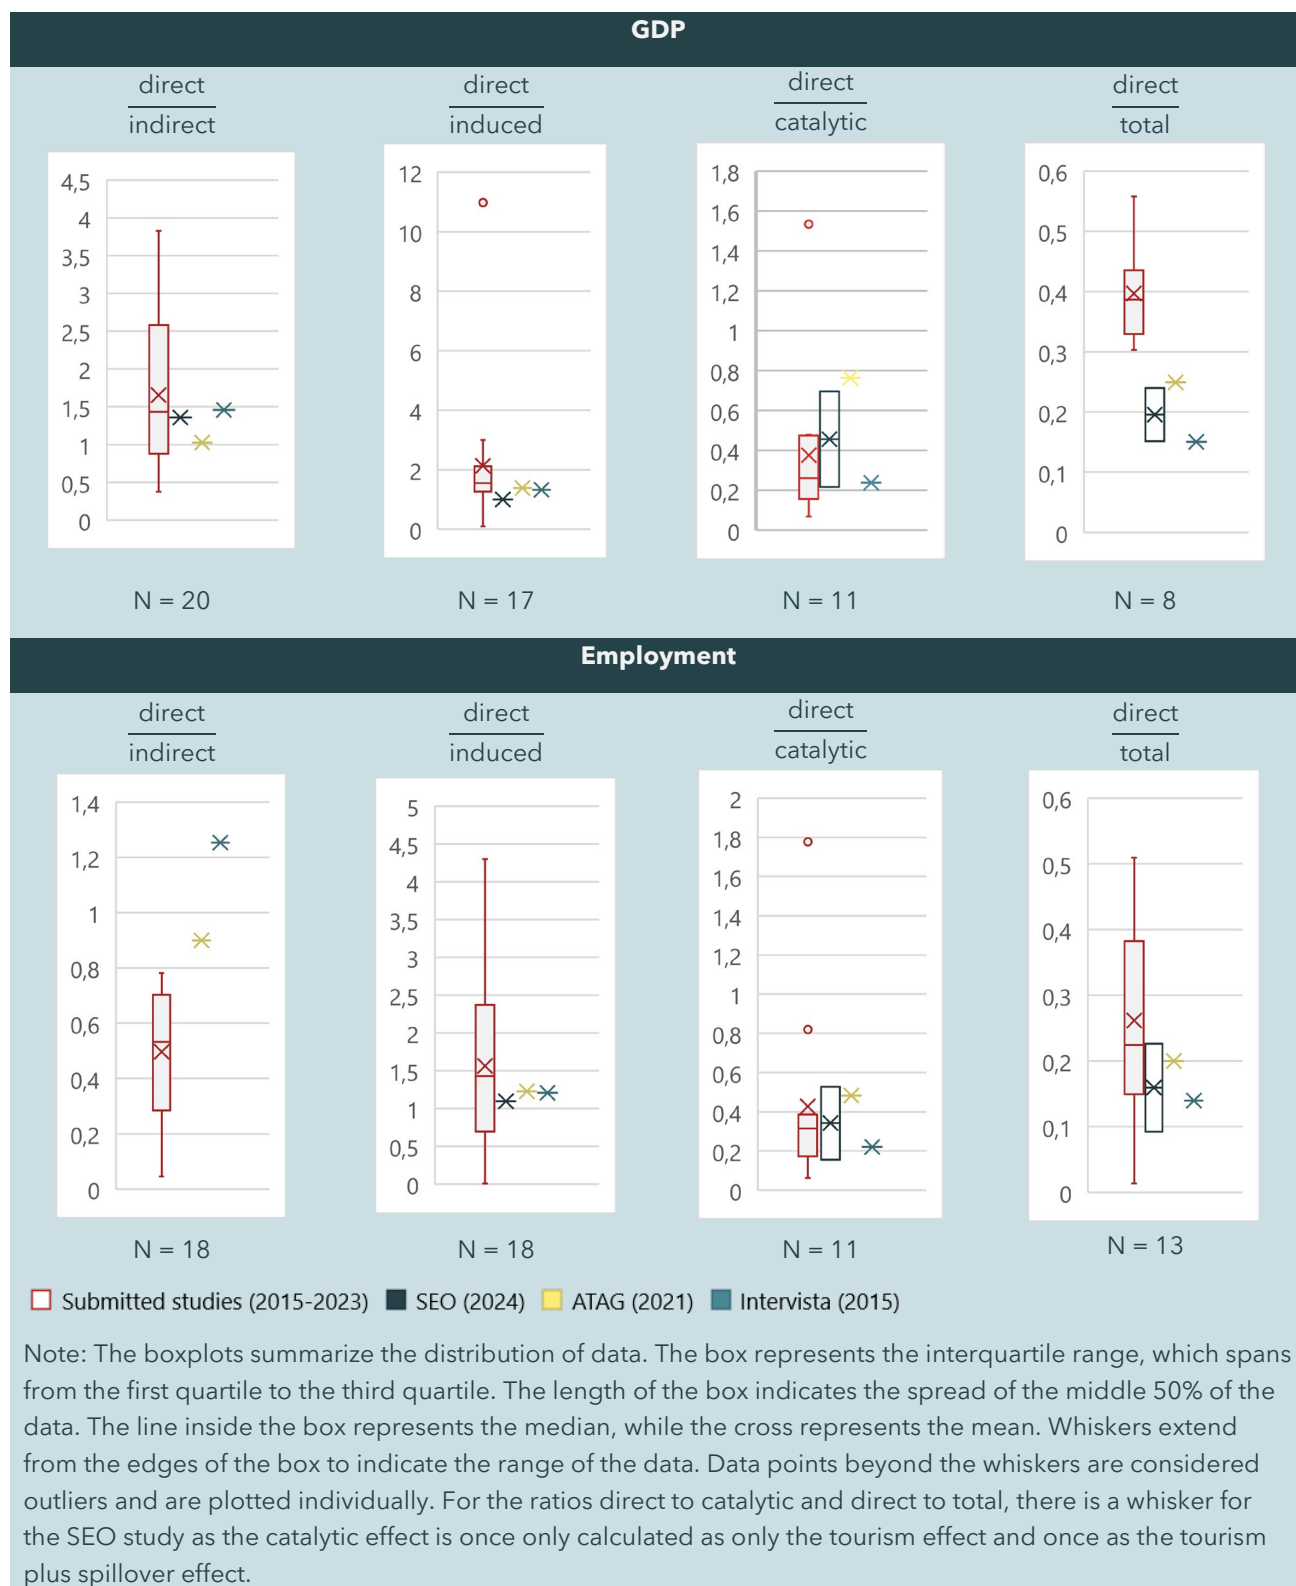 GDP
direct
indirect
direct
induced
direct
catalytic
direct
total
4,5
4
3,5
3
2,5
2
1,5
1
0,5
0
12
10
8
6
4
2
0
1,8
1,6
1,4
1,2
1
0,8
0,6
0,4
0,2
0
0,6
0,5
0,4
0,3
0,2
0,1
0
N = 20
N = 17
N = 11
N = 8
Employment
direct
indirect
direct
induced
direct
catalytic
direct
total
1,4
1,2
1
0,8
0,6
0,4
0,2
0
5
4,5
4
3,5
3
2,5
2
1,5
1
0,5
0
2
1,8
1,6
1,4
1,2
1
0,8
0,6
0,4
0,2
0
0,6
0,5
0,4
0,3
0,2
0,1
0
N = 18
N = 18
N = 11
N = 13
Submitted studies (2015-2023) SEO (2024) ATAG (2021) Intervista (2015)
Note: The boxplots summarize the distribution of data. The box represents the interquartile range, which spans
from the first quartile to the third quartile. The length of the box indicates the spread of the middle 50% of the
data. The line inside the box represents the median, while the cross represents the mean. Whiskers extend
from the edges of the box to indicate the range of the data. Data points beyond the whiskers are considered
outliers and are plotted individually. For the ratios direct to catalytic and direct to total, there is a whisker for
the SEO study as the catalytic effect is once only calculated as only the tourism effect and once as the tourism
plus spillover effect.